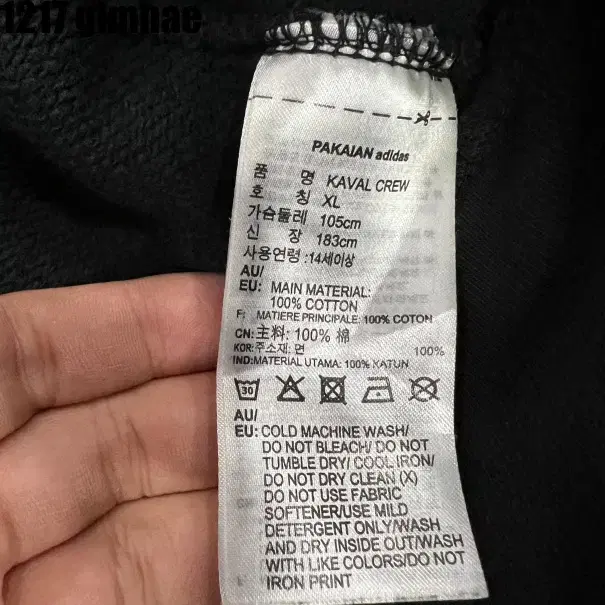 1217 gimhae
PAKAIAN adidas
품 명 KAVAL CREW
호 칭 XL
가슴둘레 105cm
신 장 183cm
사용연령:14세이상
AU/
EU: MAIN MATERIAL:
100% COTTON
F: MATIERE PRINCIPALE: 100% COTON
CN: 主料: 100% 棉
KOR:주소재: 면 100%
IND:MATERIAL UTAMA: 100% KATUN
30
AU/
EU: COLD MACHINE WASH/
DO NOT BLEACH/ DO NOT
TUMBLE DRY/ COOL IRON/
DO NOT DRY CLEAN (X)
DO NOT USE FABRIC
SOFTENER/USE MILD
DETERGENT ONLY/WASH
AND DRY INSIDE OUT/WASH
WITH LIKE COLORS/DO NOT
IRON PRINT